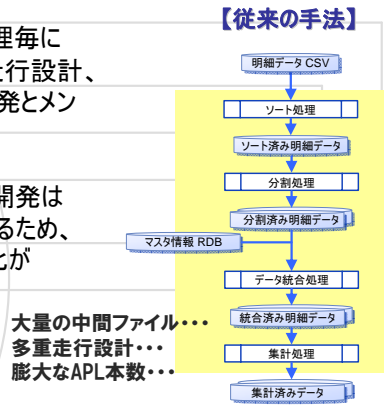 【従来の手法】
理毎に
走行設計、
発とメン
開発は
るため、
とが
明細データ CSV
ソート処理
ソート済み明細データ
分割処理
分割済み明細データ
マスタ情報 RDB
データ統合処理
統合済み明細データ
集計処理
集計済みデータ
大量の中間ファイル・・・
多重走行設計・・・
膨大なAPL本数・・・